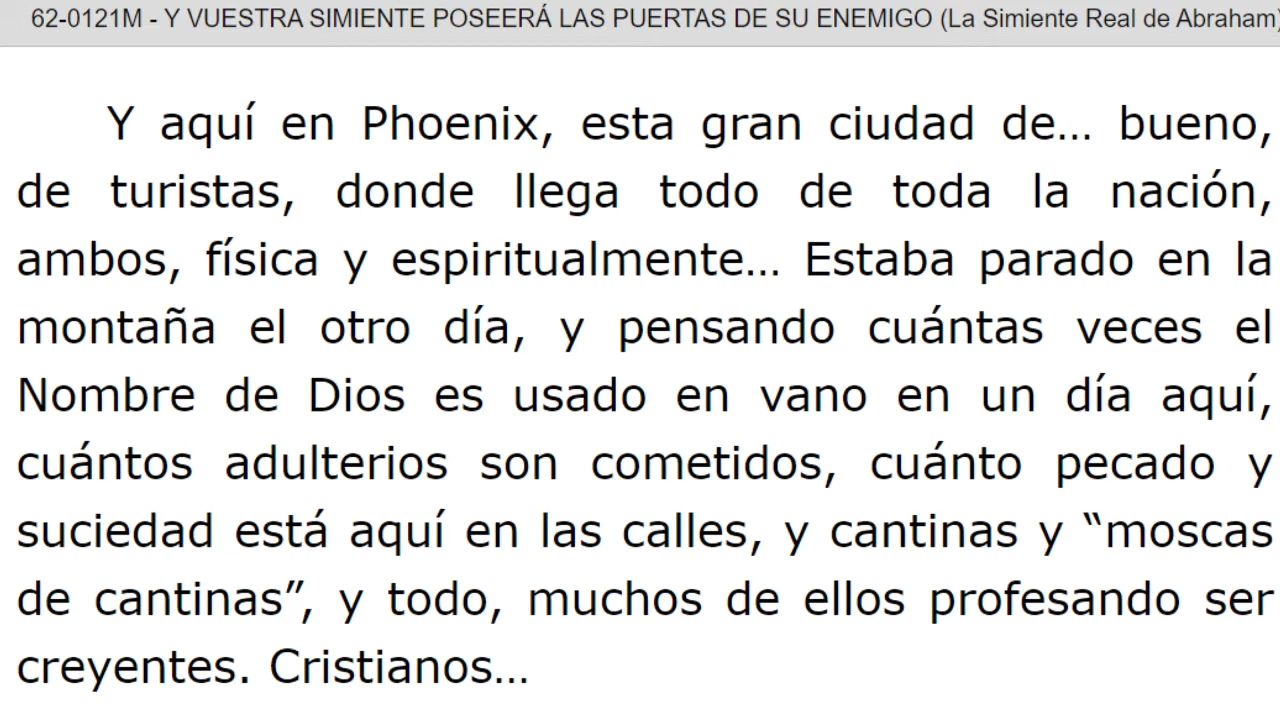 62-0121M - Y VUESTRA SIMIENTE POSEERÁ LAS PUERTAS DE SU ENEMIGO (La Simiente Real de Abraham)
Y aquí en Phoenix, esta gran ciudad de… bueno,
de turistas, donde llega todo de toda la nación,
ambos, física y espiritualmente… Estaba parado en la
montaña el otro día, y pensando cuántas veces el
Nombre de Dios es usado en vano en un día aquí,
cuántos adulterios son cometidos, cuánto pecado y
suciedad está aquí en las calles, y cantinas y “moscas
de cantinas”, y todo, muchos de ellos profesando ser
creyentes. Cristianos…